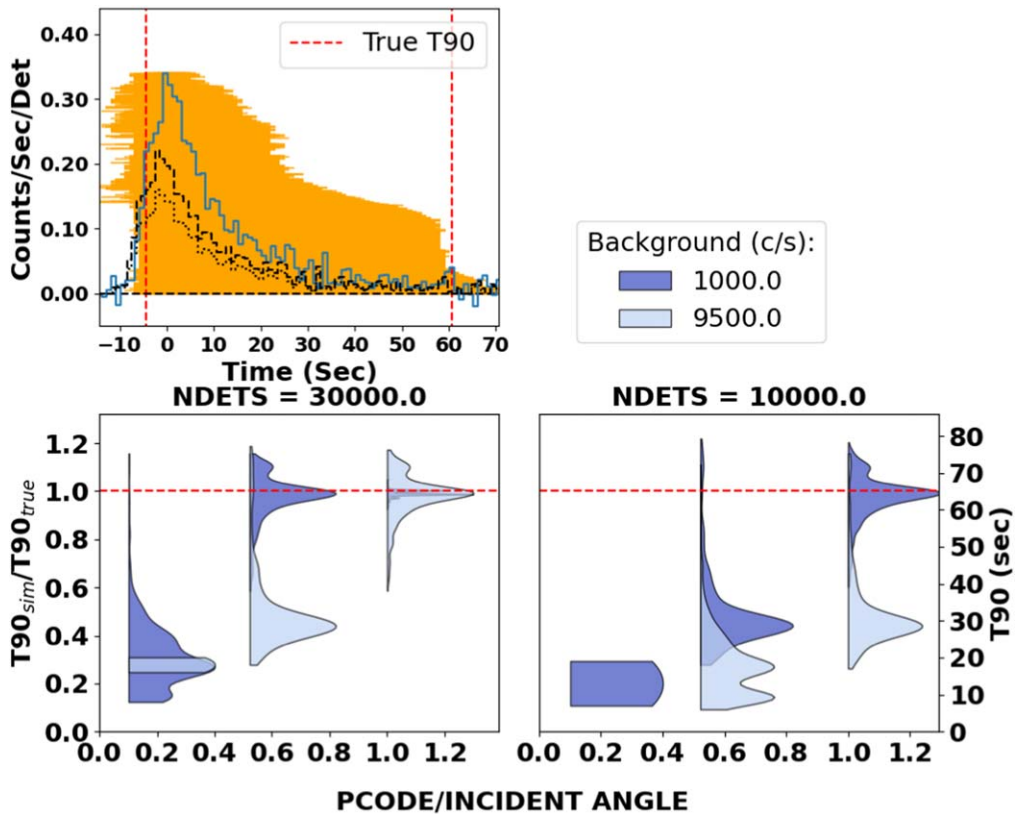 0.40
0.30
0.20
0.10
0.00
Counts/Sec/Det
True T90
−10 0 10 20 30 40 50 60 70
Time (Sec)
Background (c/s):
1000.0
9500.0
NDETS = 30000.0
NDETS = 10000.0
1.2
1.0
0.8
0.6
0.4
0.2
0.0
T90sim/T90true
0.0 0.2 0.4 0.6 0.8 1.0 1.2
0.0 0.2 0.4 0.6 0.8 1.0 1.2
80
70
60
50
40
30
20
10
0
T90 (sec)
PCODE/INCIDENT ANGLE